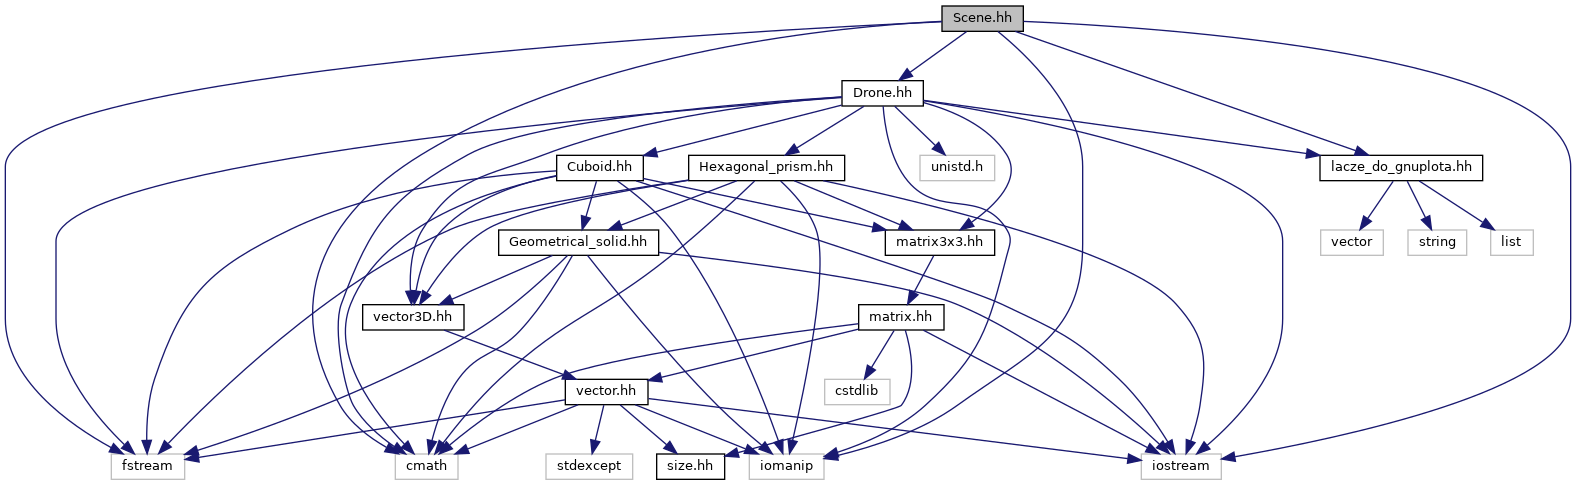 Scene.hh
Drone.hh
Cuboid.hh
Hexagonal_prism.hh
unistd.h
lacze_do_gnuplota.hh
Geometrical_solid.hh
matrix3x3.hh
vector
string
list
vector3D.hh
matrix.hh
vector.hh
cstdlib
fstream
cmath
stdexcept
size.hh
iomanip
iostream